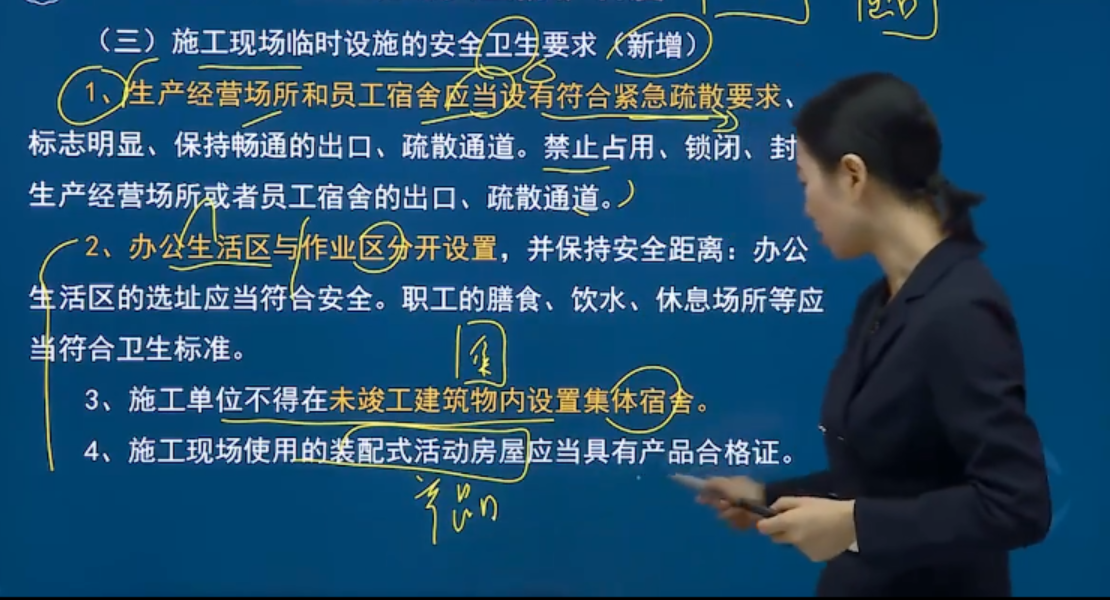 （三）施工现场临时设施的安全卫生要求（新增）
1、生产经营场所和员工宿舍应当设有符合紧急疏散要求、
标志明显、保持畅通的出口、疏散通道。禁止占用、锁闭、封
生产经营场所或者员工宿舍的出口、疏散通道。
2、办公生活区与作业区分开设置，并保持安全距离：办公
生活区的选址应当符合安全。职工的膳食、饮水、休息场所等应
当符合卫生标准。
集
3、施工单位不得在未竣工建筑物内设置集体宿舍。
4、施工现场使用的装配式活动房屋应当具有产品合格证。
产品